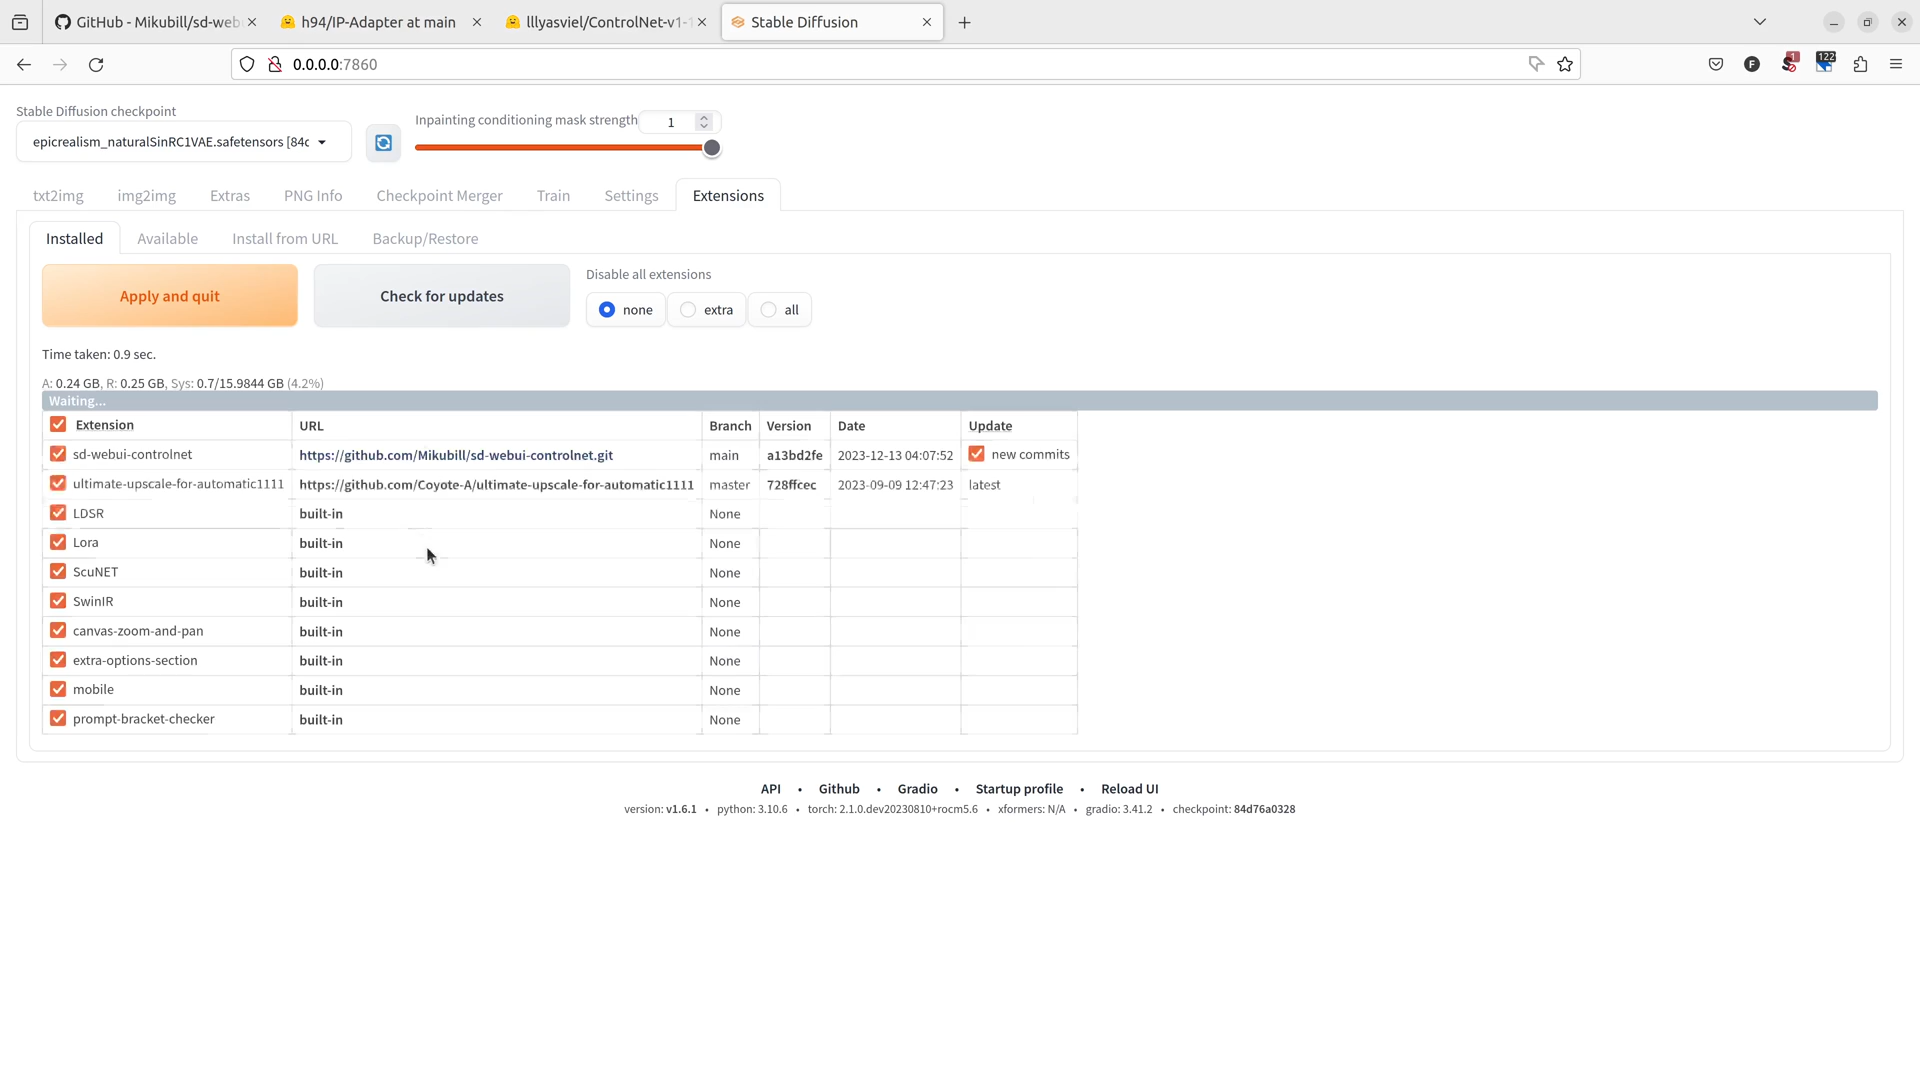 GitHub - Mikubill/sd-web
h94/IP-Adapter at main
lllyasviel/ControlNet-v1-1
Stable Diffusion
0.0.0.0:7860
F
1
122
Stable Diffusion checkpoint
epicrealism_naturalSinRC1VAE.safetensors [84c
Inpainting conditioning mask strength
1
txt2img
img2img
Extras
PNG Info
Checkpoint Merger
Train
Settings
Extensions
Installed
Available
Install from URL
Backup/Restore
Apply and quit
Check for updates
Disable all extensions
none
extra
all
Time taken: 0.9 sec.
A: 0.24 GB, R: 0.25 GB, Sys: 0.7/15.9844 GB (4.2%)
Waiting...
Extension URL Branch Version Date Update
sd-webui-controlnet https://github.com/Mikubill/sd-webui-controlnet.git main a13bd2fe 2023-12-13 04:07:52 new commits
ultimate-upscale-for-automatic1111 https://github.com/Coyote-A/ultimate-upscale-for-automatic1111 master 728ffcec 2023-09-09 12:47:23 latest
LDSR built-in None
Lora built-in None
ScuNET built-in None
SwinIR built-in None
canvas-zoom-and-pan built-in None
extra-options-section built-in None
mobile built-in None
prompt-bracket-checker built-in None
API • Github • Gradio • Startup profile • Reload UI
version: v1.6.1 • python: 3.10.6 • torch: 2.1.0.dev20230810+rocm5.6 • xformers: N/A • gradio: 3.41.2 • checkpoint: 84d76a0328